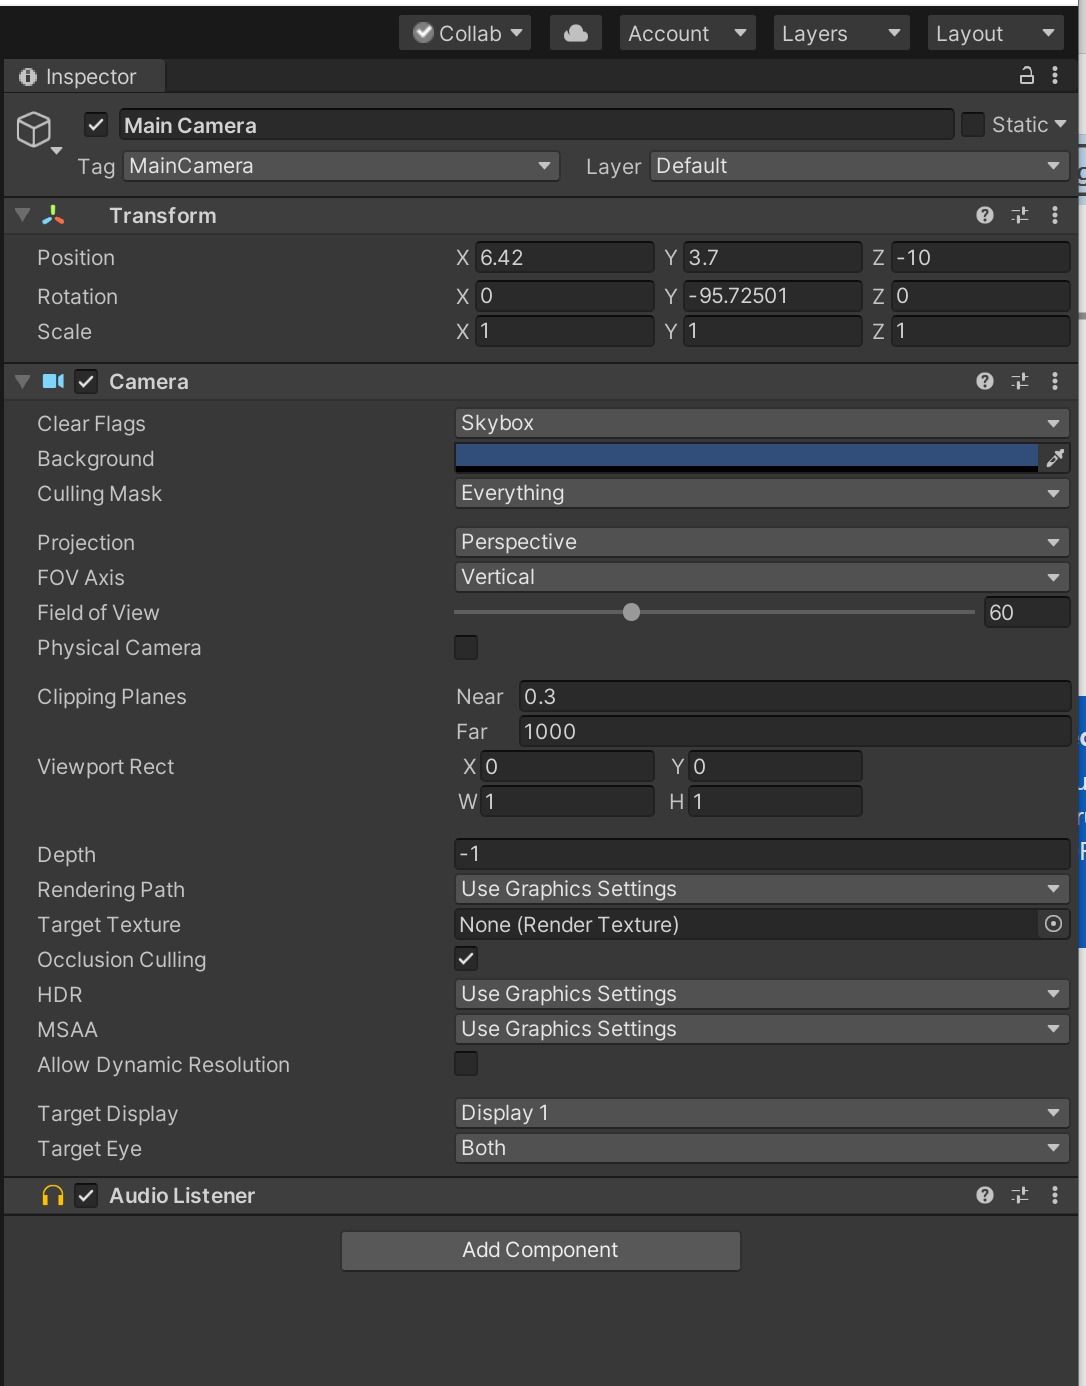 Collab Account Layers Layout
Inspector
Main Camera Static
Tag MainCamera Layer Default
Transform
Position X 6.42 Y 3.7 Z -10
Rotation X 0 Y -95.72501 Z 0
Scale X 1 Y 1 Z 1
Camera
Clear Flags Skybox
Background
Culling Mask Everything
Projection Perspective
FOV Axis Vertical
Field of View 60
Physical Camera
Clipping Planes Near 0.3
Far 1000
Viewport Rect X 0 Y 0
W 1 H 1
Depth -1
Rendering Path Use Graphics Settings
Target Texture None (Render Texture)
Occlusion Culling
HDR Use Graphics Settings
MSAA Use Graphics Settings
Allow Dynamic Resolution
Target Display Display 1
Target Eye Both
Audio Listener
Add Component